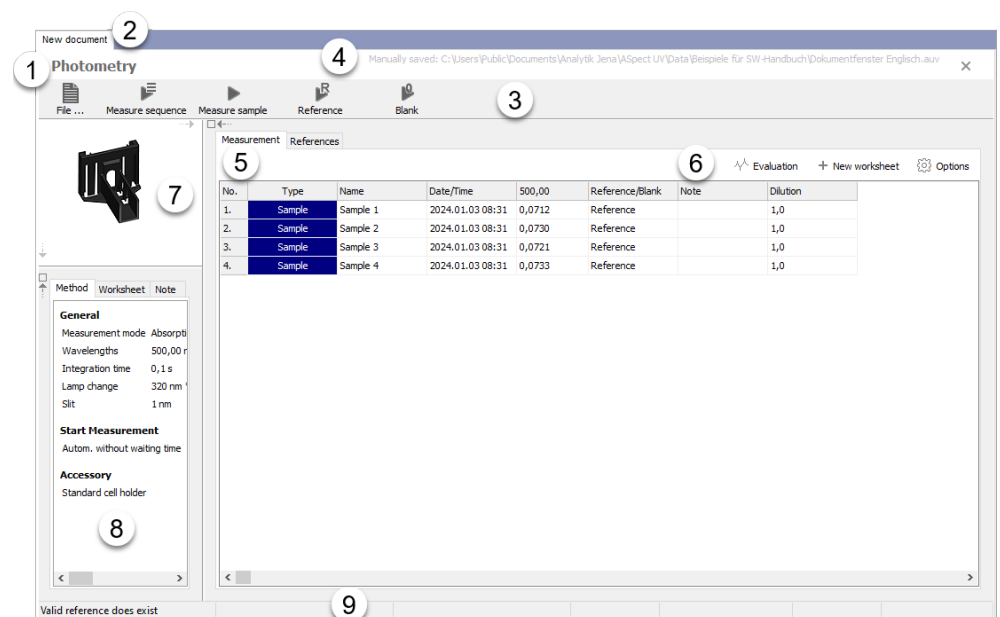 2
New document
1
Photometry
4
Manually saved: C:\Users\Public\Documents\Analytik Jena\ASpect UV\Data\Beispiele für SW-Handbuch\Dokumentfenster Englisch.auv
R
0
File ... Measure sequence Measure sample Reference Blank
3
Measurement References
5
6
Evaluation New worksheet Options
7
No. Type Name Date/Time 500,00 Reference/Blank Note Dilution
1. Sample Sample 1 2024.01.03 08:31 0,0712 Reference 1,0
2. Sample Sample 2 2024.01.03 08:31 0,0730 Reference 1,0
3. Sample Sample 3 2024.01.03 08:31 0,0721 Reference 1,0
4. Sample Sample 4 2024.01.03 08:31 0,0733 Reference 1,0
Method Worksheet Note
General
Measurement mode Absorpti
Wavelengths 500,00 r
Integration time 0,1 s
Lamp change 320 nm
Slit 1 nm
Start Measurement
Autom. without waiting time
Accessory
Standard cell holder
8
Valid reference does exist
9